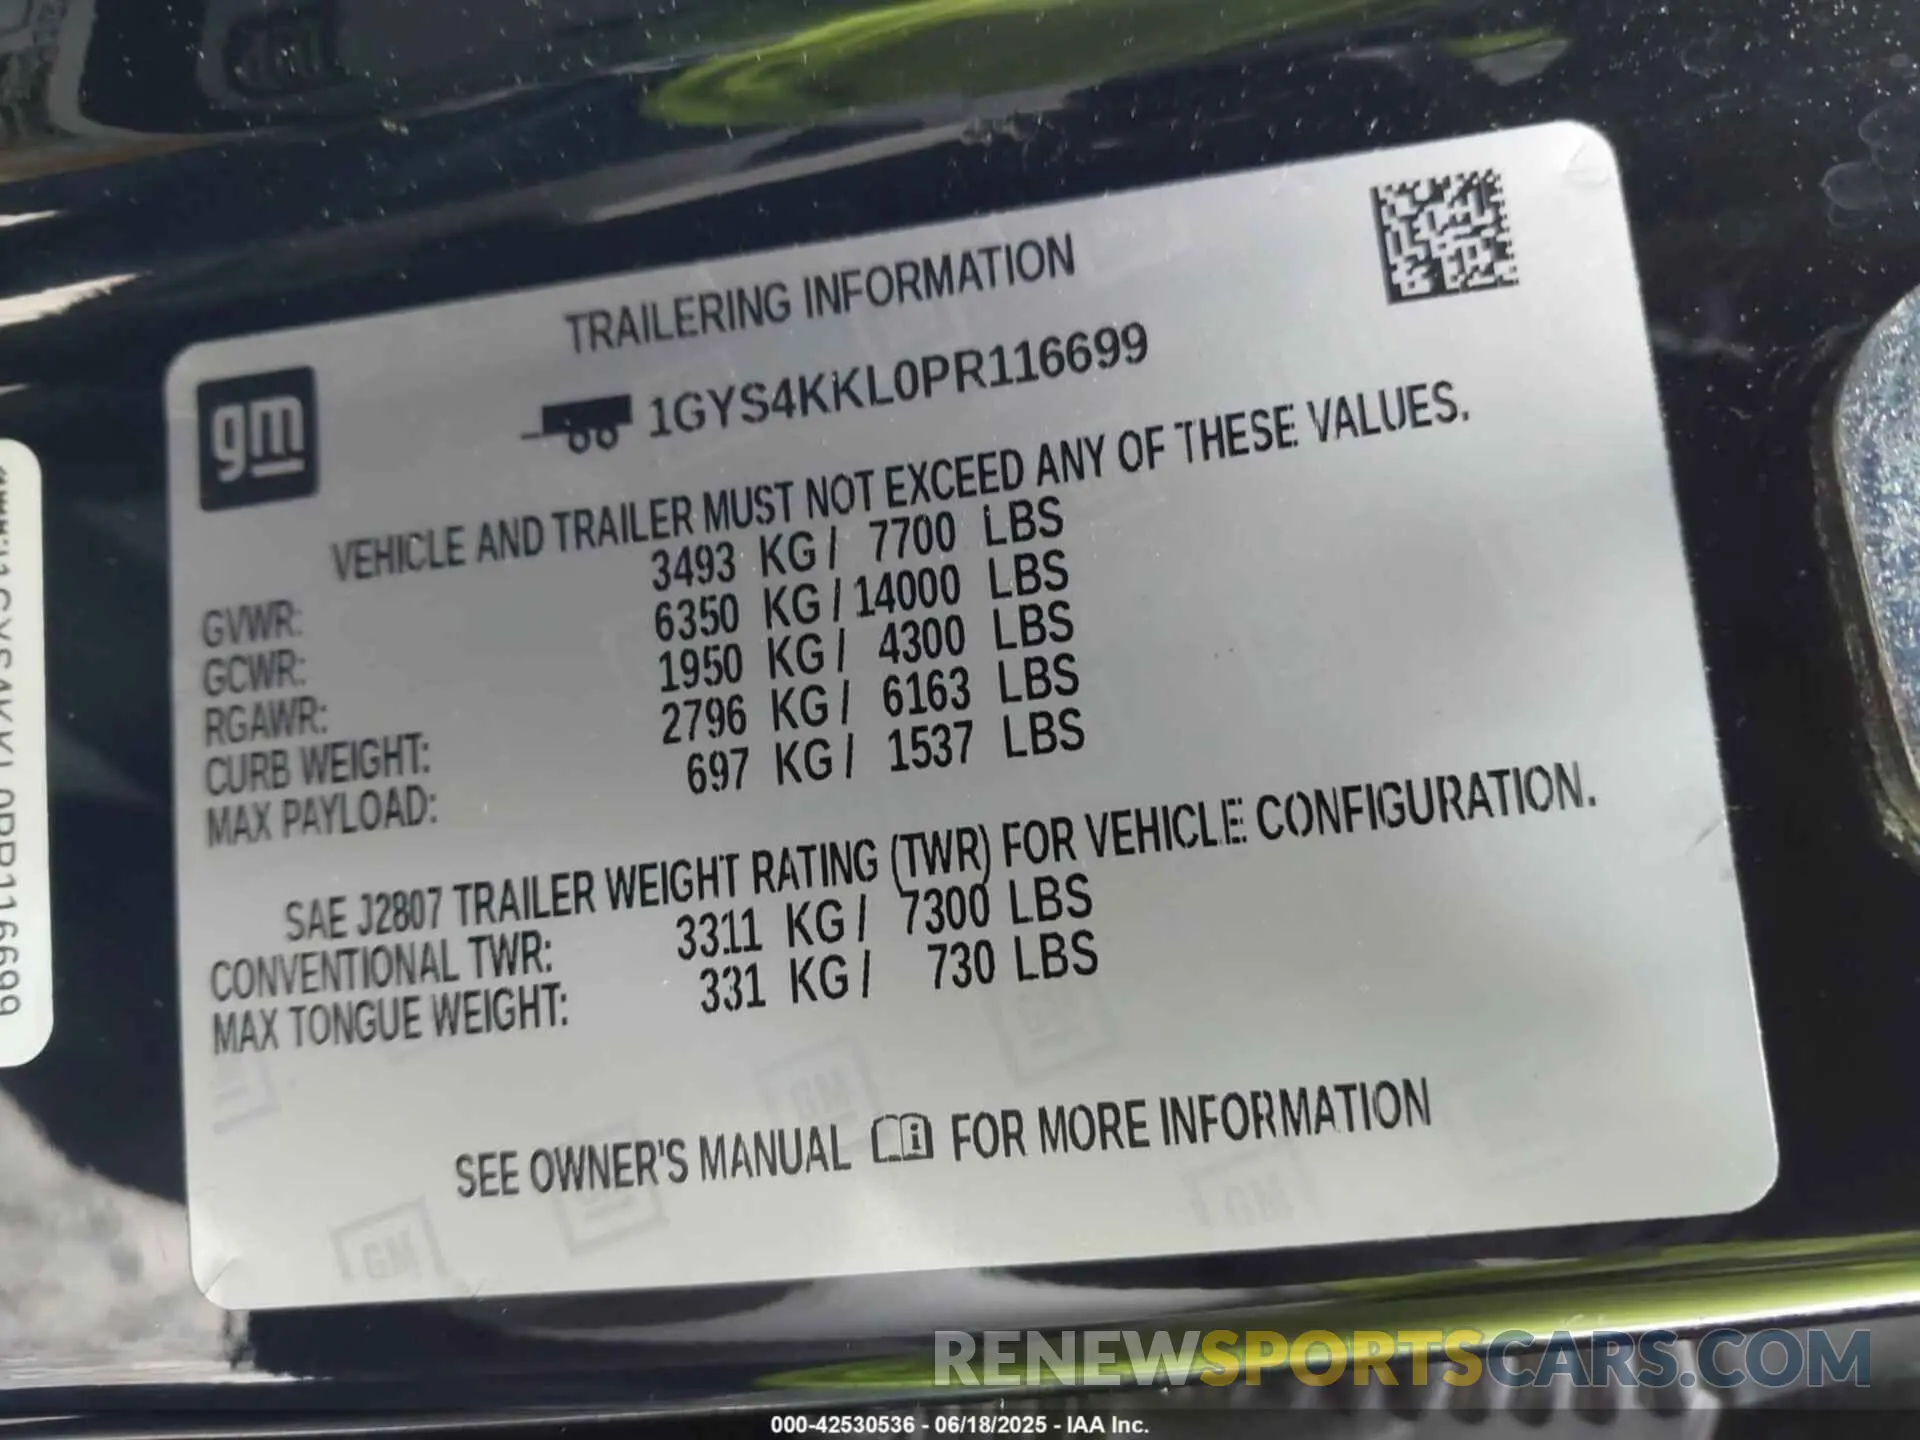 TRAILERING INFORMATION
gm
1GYS4KKL0PR116699
VEHICLE AND TRAILER MUST NOT EXCEED ANY OF THESE VALUES.
GVWR: 3493 KG / 7700 LBS
GCWR: 6350 KG / 14000 LBS
RGAWR: 1950 KG / 4300 LBS
CURB WEIGHT: 2796 KG / 6163 LBS
MAX PAYLOAD: 697 KG / 1537 LBS
SAE J2807 TRAILER WEIGHT RATING (TWR) FOR VEHICLE CONFIGURATION.
CONVENTIONAL TWR: 3311 KG / 7300 LBS
MAX TONGUE WEIGHT: 331 KG / 730 LBS
SEE OWNER'S MANUAL i FOR MORE INFORMATION
GM
GM
GM
1GYS4KKL0PR116699
RENEWSPORTSCARS.COM
000-42530536 - 06/18/2025 - IAA Inc.